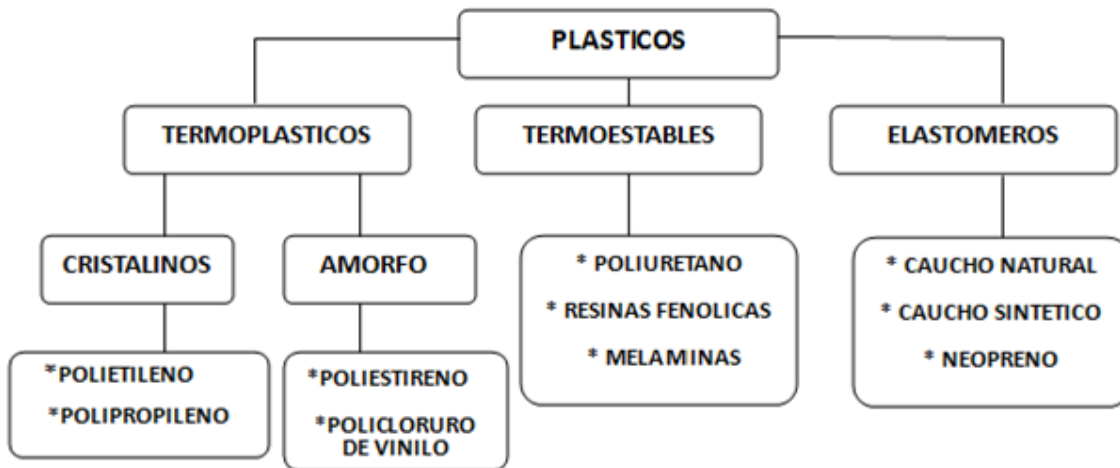 PLASTICOS
TERMOPLASTICOS
TERMOESTABLES
ELASTOMEROS
CRISTALINOS
AMORFO
* POLIURETANO
* RESINAS FENOLICAS
* MELAMINAS
* CAUCHO NATURAL
* CAUCHO SINTETICO
* NEOPRENO
*POLIETILENO
*POLIPROPILENO
*POLIESTIRENO
*POLICLORURO
DE VINILO